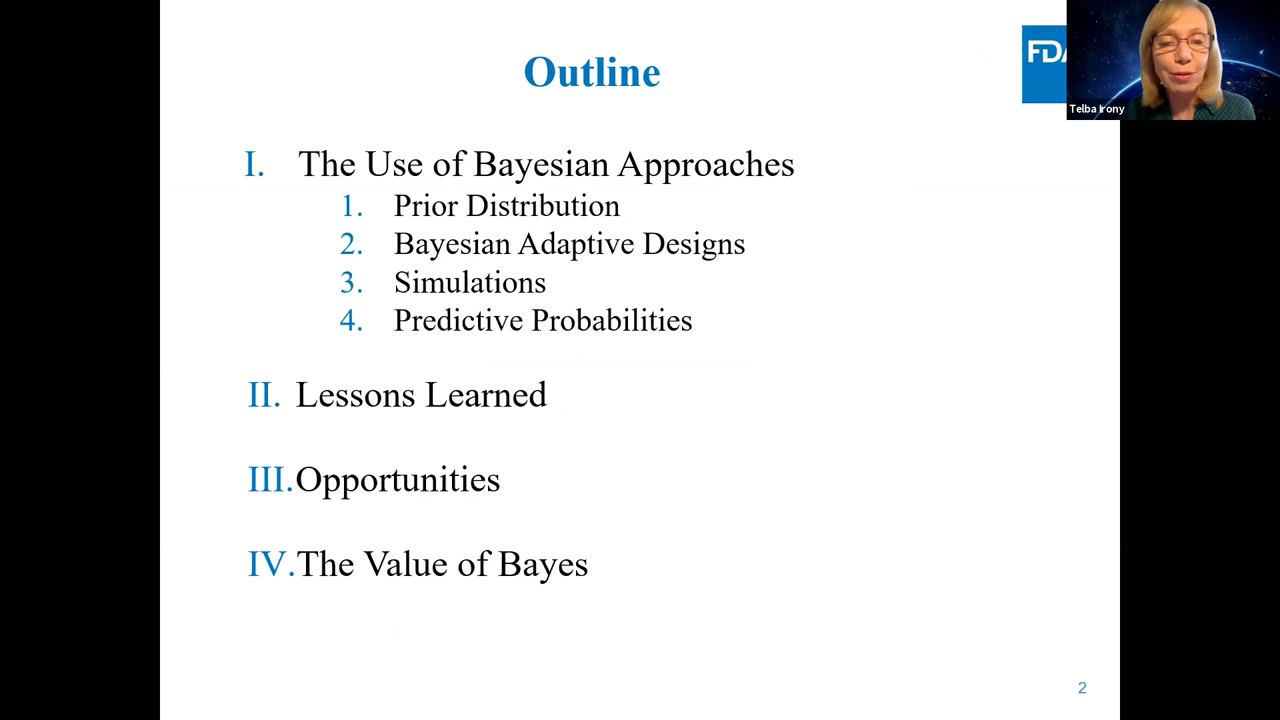 Outline
FDA
Telba Irony
I. The Use of Bayesian Approaches
1. Prior Distribution
2. Bayesian Adaptive Designs
3. Simulations
4. Predictive Probabilities
II. Lessons Learned
III. Opportunities
IV. The Value of Bayes
2